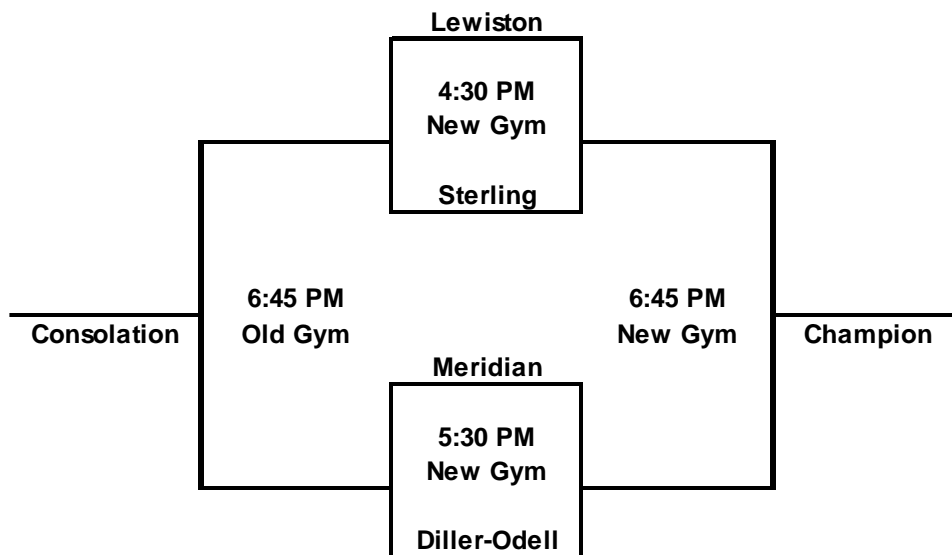 Lewiston
4:30 PM
New Gym
Sterling
6:45 PM
Old Gym
Consolation
6:45 PM
New Gym
Champion
Meridian
5:30 PM
New Gym
Diller-Odell